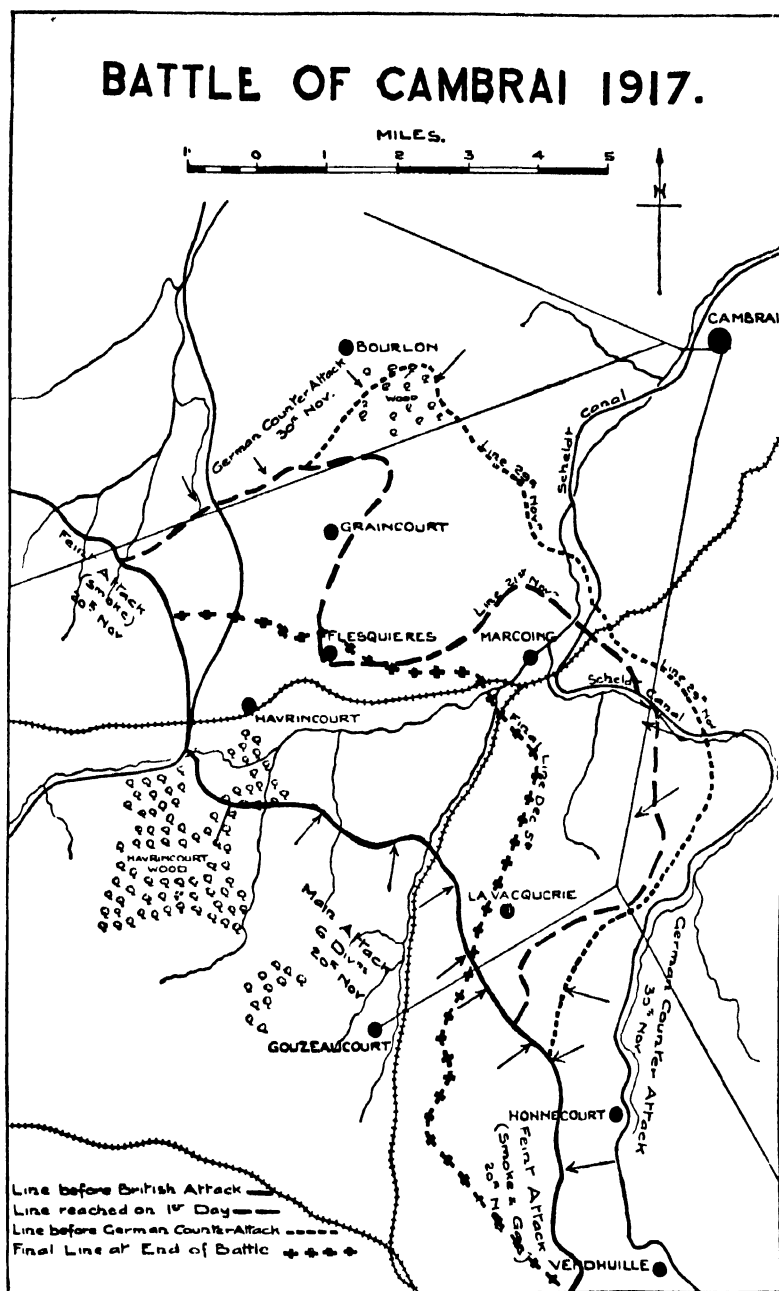 BATTLE OF CAMBRAI 1917.
MILES.
1 0 1 2 3 4 5
N
CAMBRAI
BOURLON
WOOD
German Counter-Attack
30th Nov.
Scheldt Canal
Line 29th Nov.
GRAINCOURT
Feint Attack
(Smoke)
20th Nov
Line 21st Nov.
FLESQUIERES
MARCOING
Scheldt Canal
Line 29th Nov
HAVRINCOURT
Final Line Dec 5th
HAVRINCOURT
WOOD
LA VACQUERIE
Main Attack
6 Divns
20th Nov
German Counter Attack
30th Nov.
GOUZEAUCOURT
HONNECOURT
Feint Attack
(Smoke & Gas)
20th Nov
VENDHUILLE
Line before British Attack
Line reached on 1st Day
Line before German Counter-Attack
Final Line at End of Battle